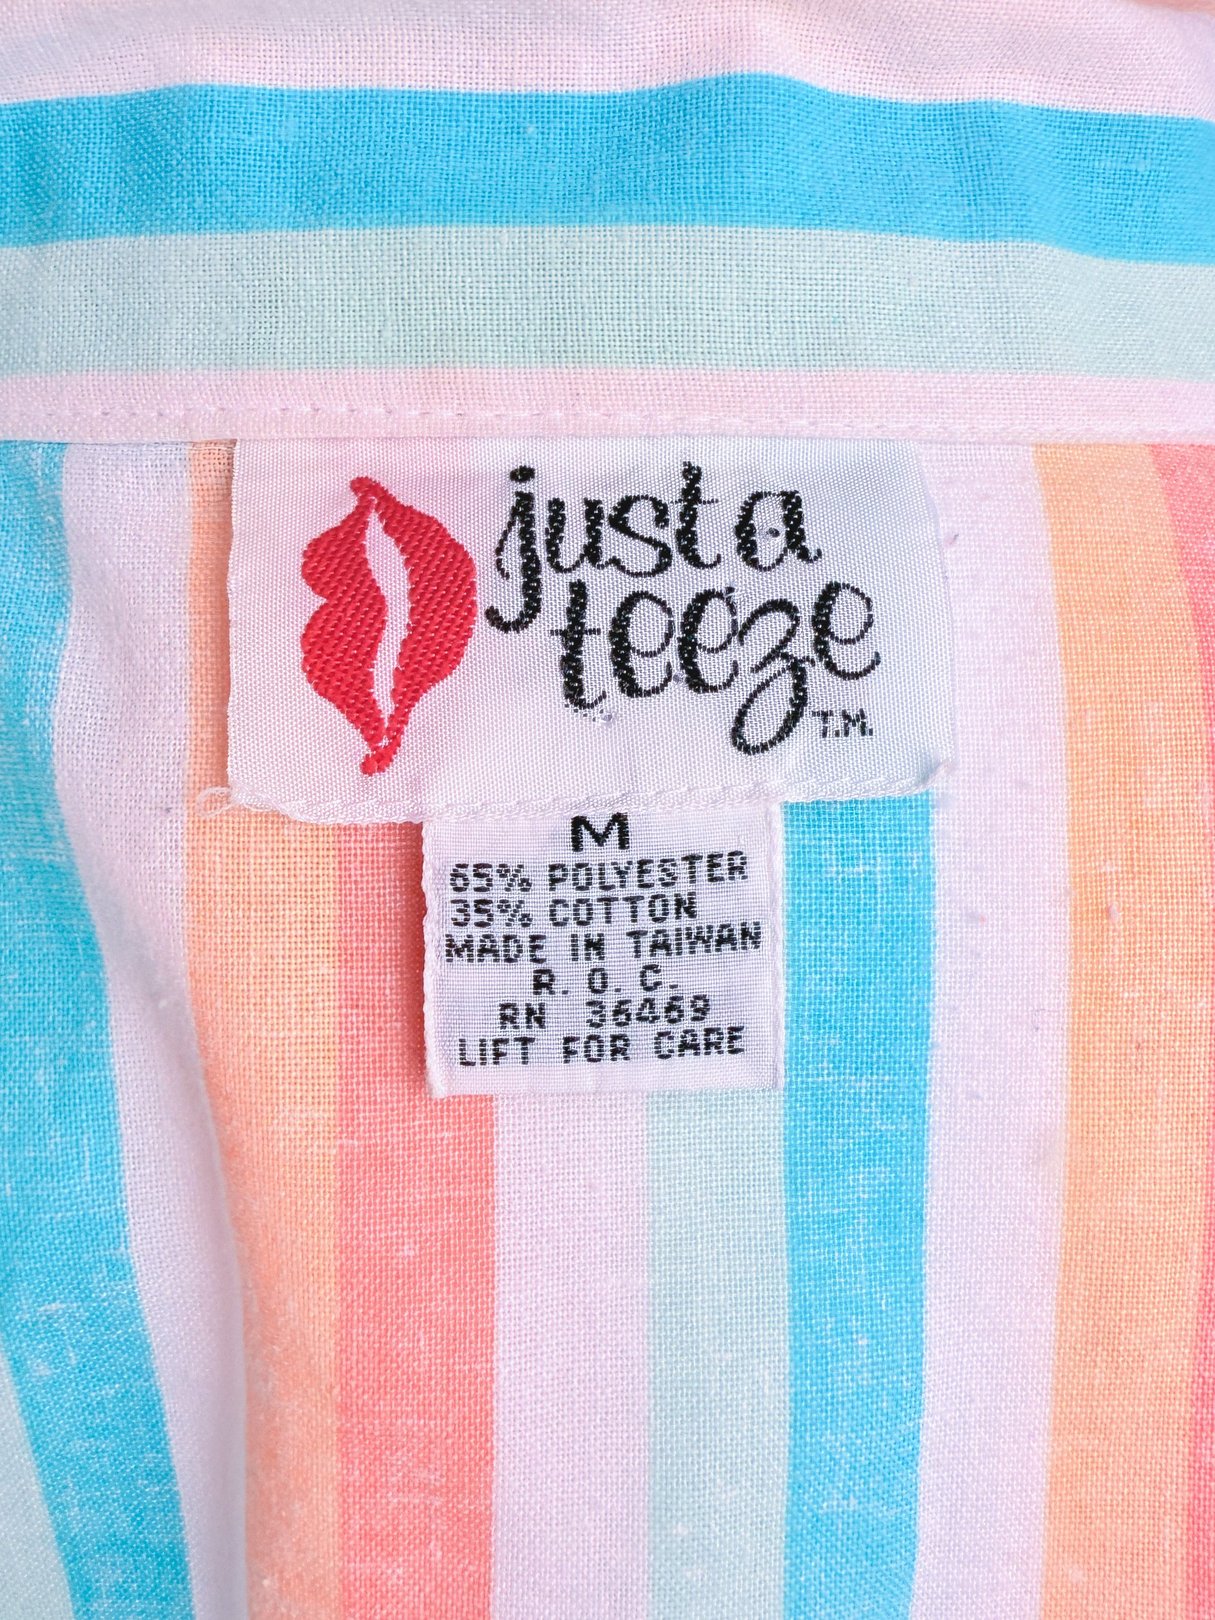 just a
teeze
T.M.
M
65% POLYESTER
35% COTTON
MADE IN TAIWAN
R. O. C.
RN 36469
LIFT FOR CARE